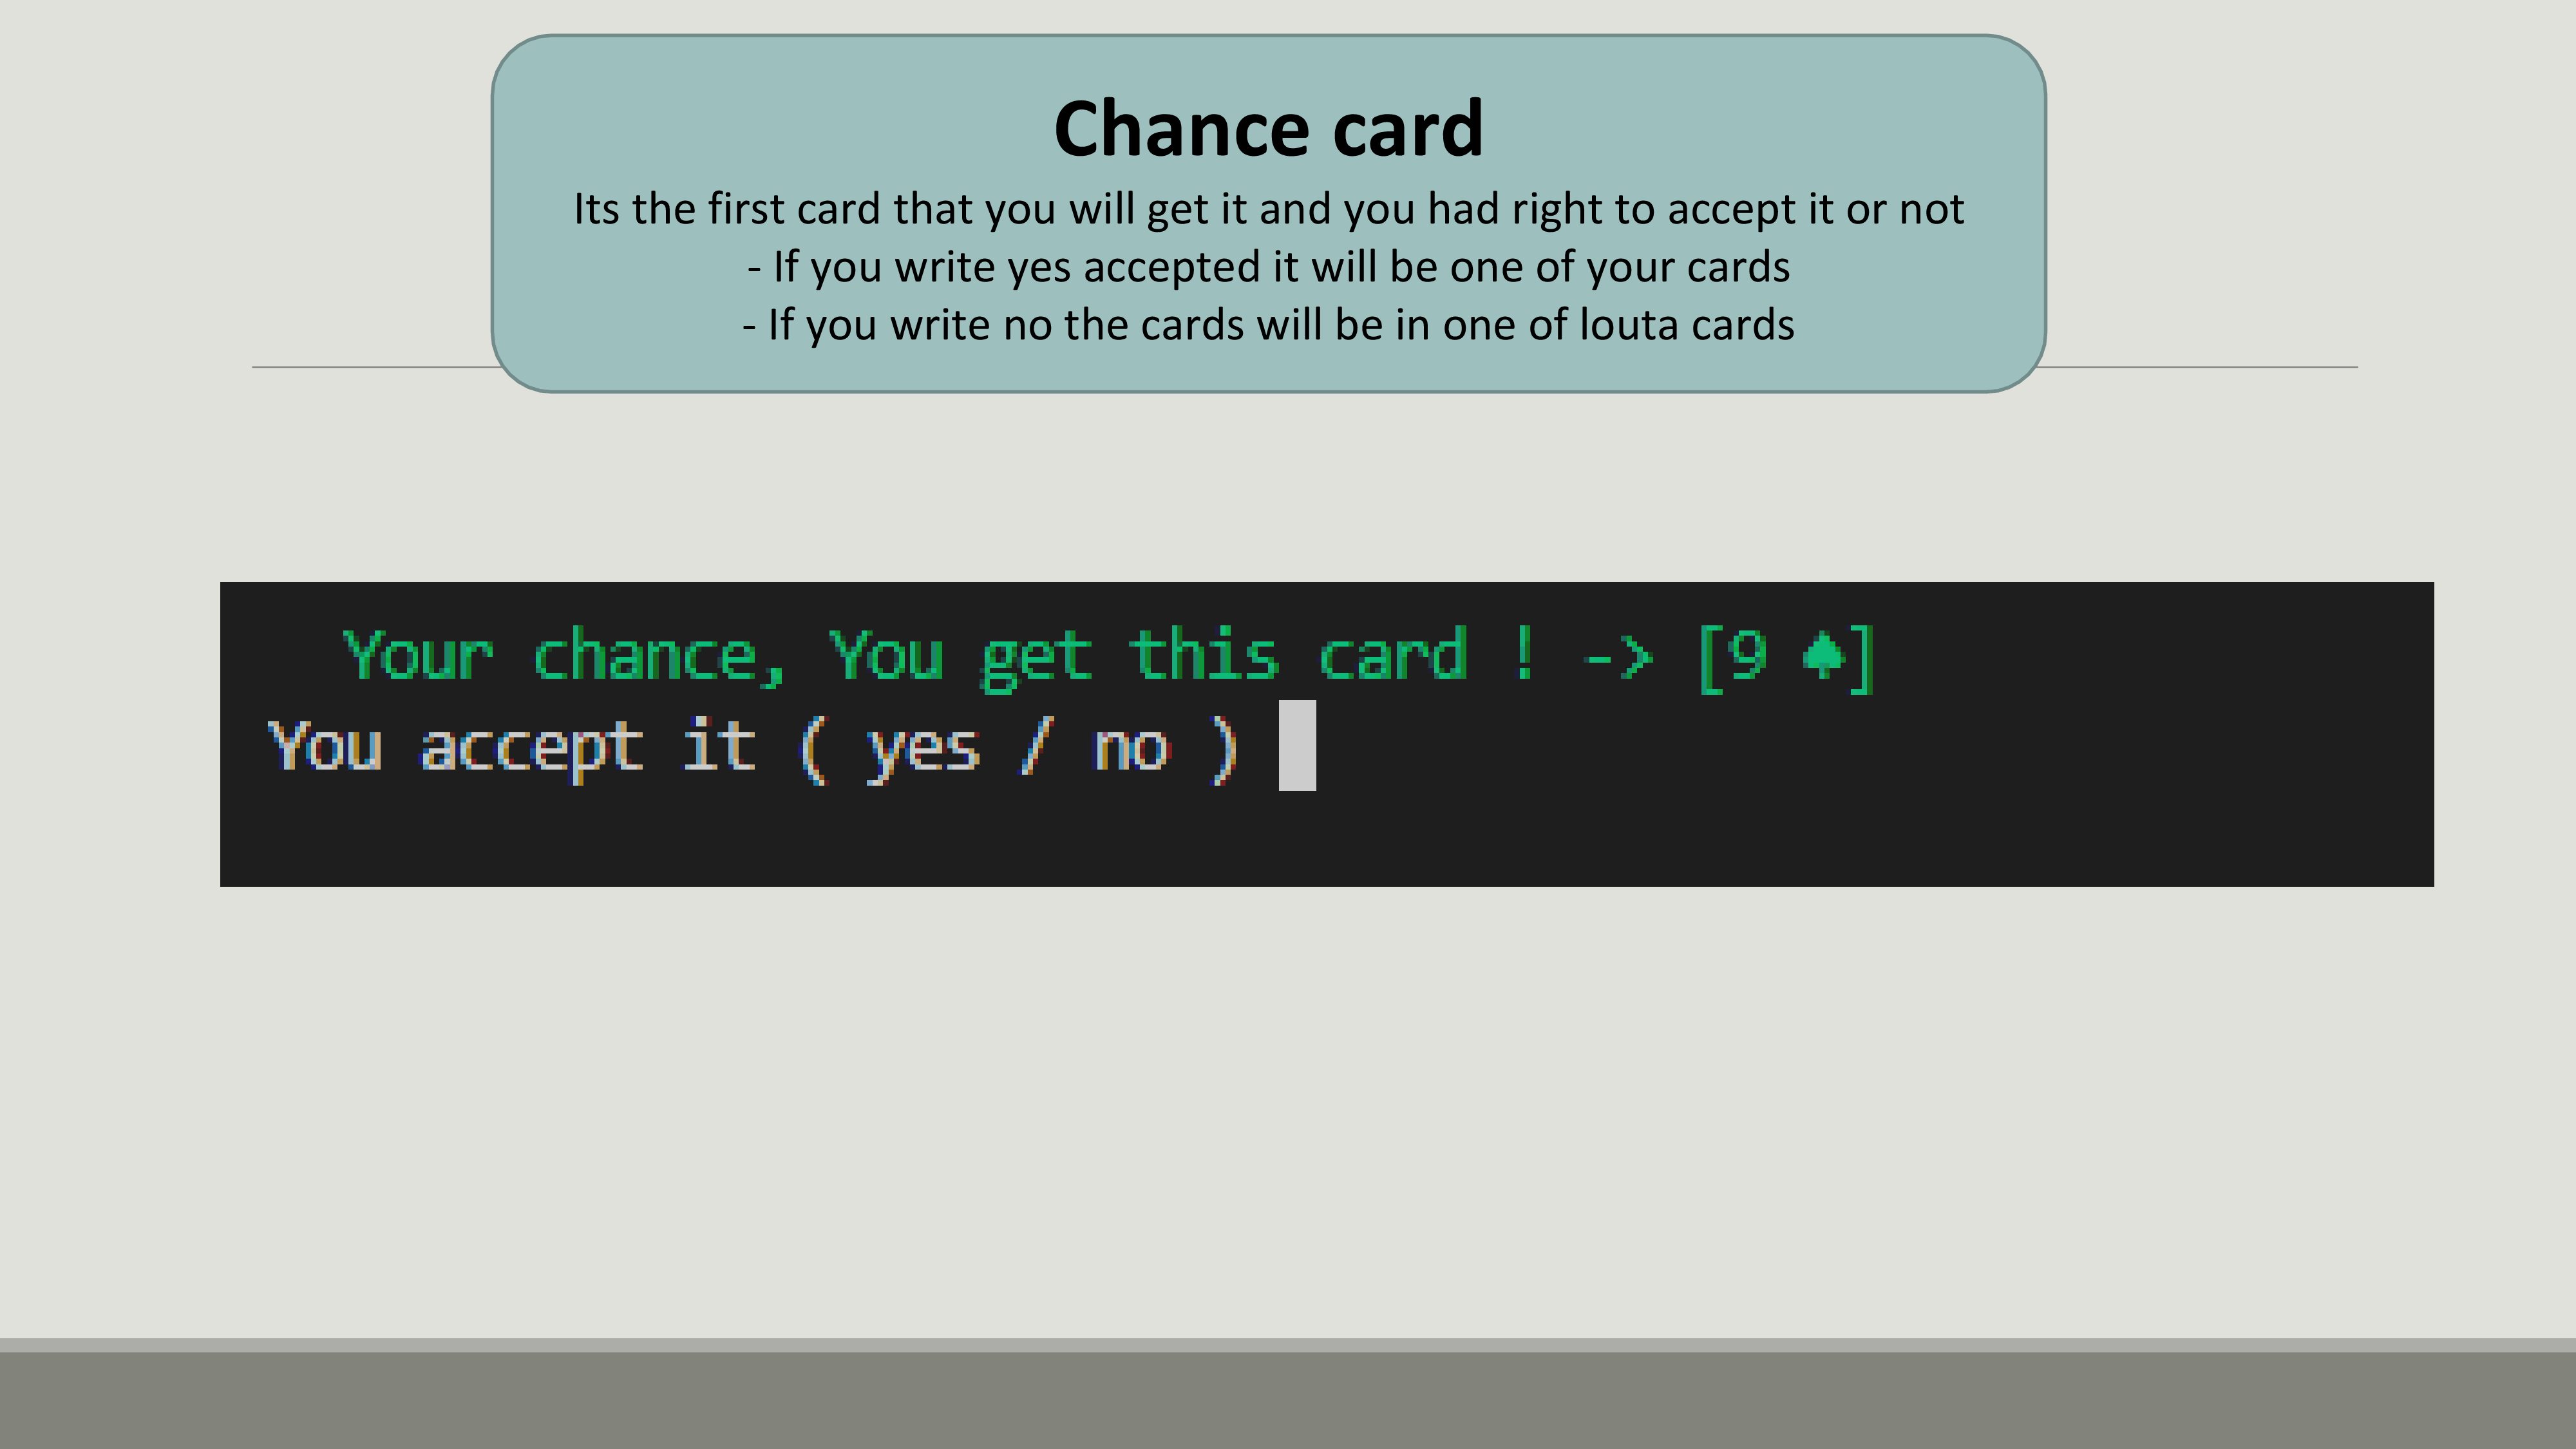 Chance card
Its the first card that you will get it and you had right to accept it or not
- If you write yes accepted it will be one of your cards
- If you write no the cards will be in one of louta cards
Your chance, You get this card ! -> [9 ♠]
You accept it ( yes / no )